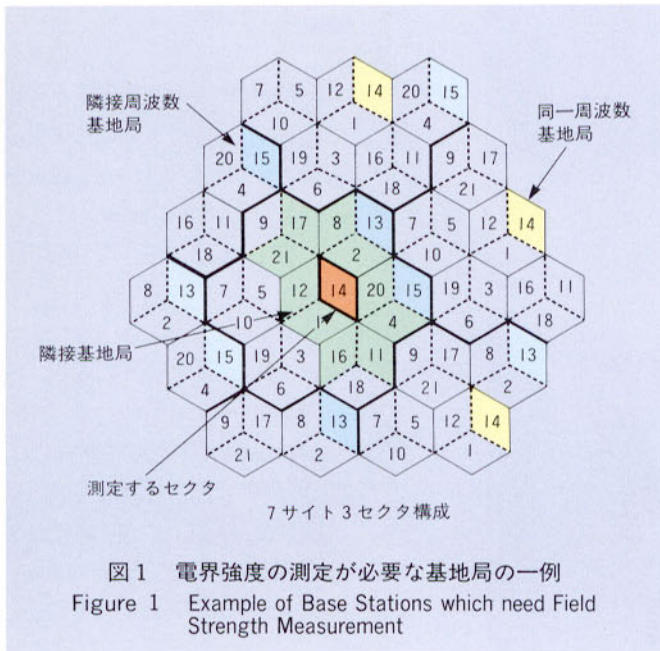 隣接周波数
基地局
同一周波数
基地局
7 5 12 14 20 15
10 1 4
20 15 19 3 16 11 9 17
4 6 18 21
16 11 9 17 8 13 7 5 12 14
18 21 2 10 1
8 13 7 5 12 14 20 15 19 3 16 11
2 10 1 4 6 18
隣接基地局
20 15 19 3 16 11 9 17 8 13
4 6 18 21 2
9 17 8 13 7 5 12 14
21 2 10 1
測定するセクタ
7サイト3セクタ構成
図1 電界強度の測定が必要な基地局の一例
Figure 1 Example of Base Stations which need Field
Strength Measurement